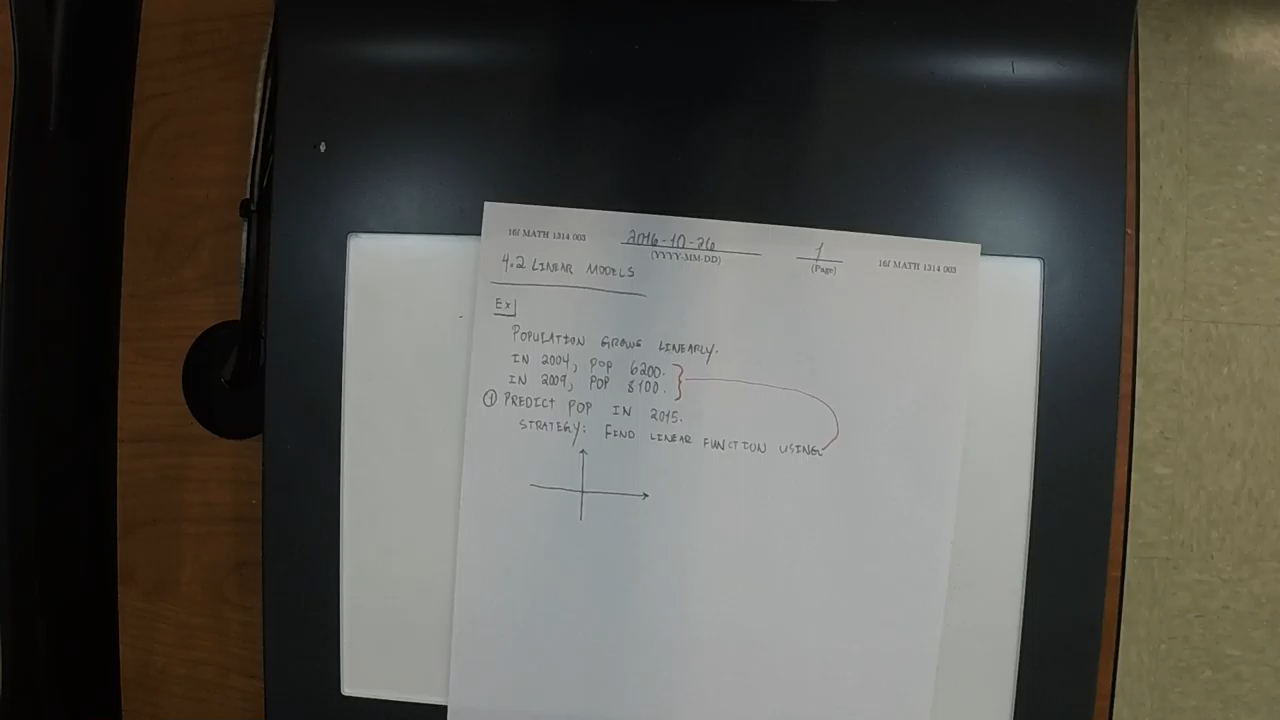 16f MATH 1314 003 2016-10-26 1 16f MATH 1314 003
(YYYY-MM-DD) (Page)
4.2 LINEAR MODELS
Ex
POPULATION GROWS LINEARLY.
IN 2004, POP 6200.
IN 2009, POP 8100.
① PREDICT POP IN 2015.
STRATEGY: FIND LINEAR FUNCTION USING